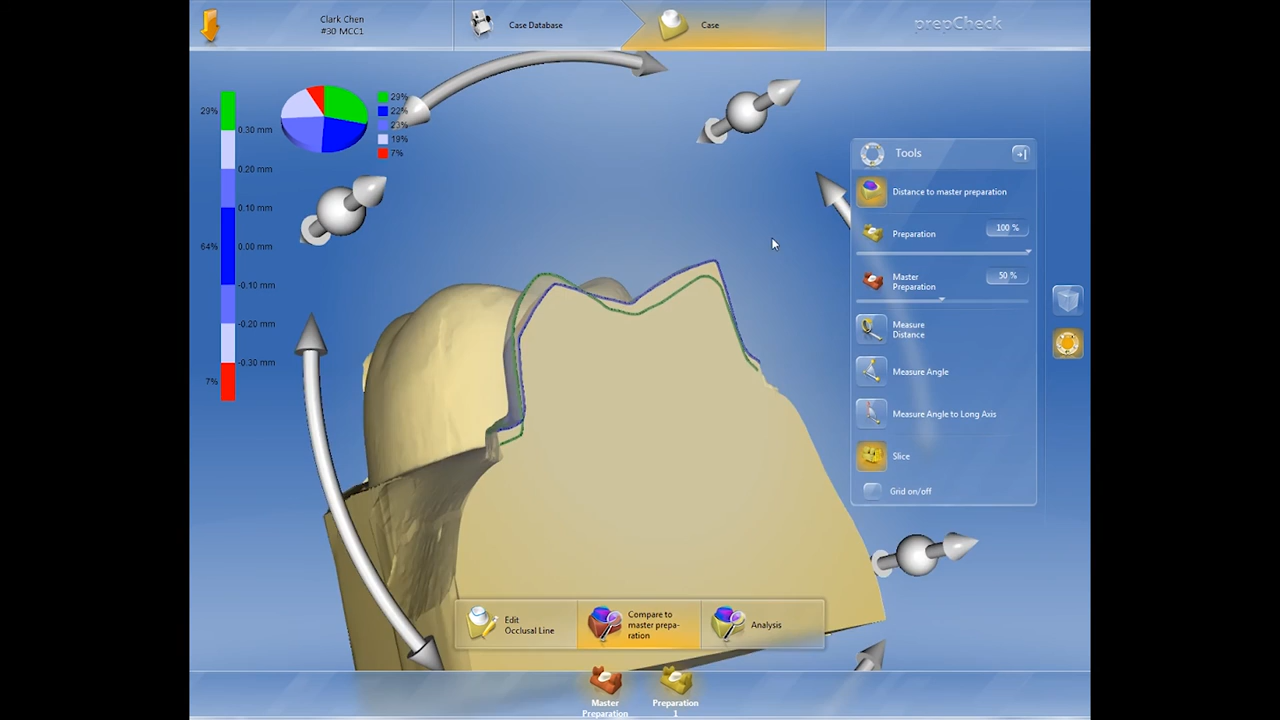 Clark Chen
#30 MCC1
Case Database
Case
prepCheck
29%
0.30 mm
0.20 mm
0.10 mm
64%
0.00 mm
-0.10 mm
-0.20 mm
-0.30 mm
7%
29%
22%
23%
19%
7%
Tools
Distance to master preparation
Preparation
100 %
Master
Preparation
50 %
Measure
Distance
Measure Angle
Measure Angle to Long Axis
Slice
Grid on/off
Edit
Occlusal Line
Compare to
master prepa-
ration
Analysis
Master
Preparation
Preparation
1